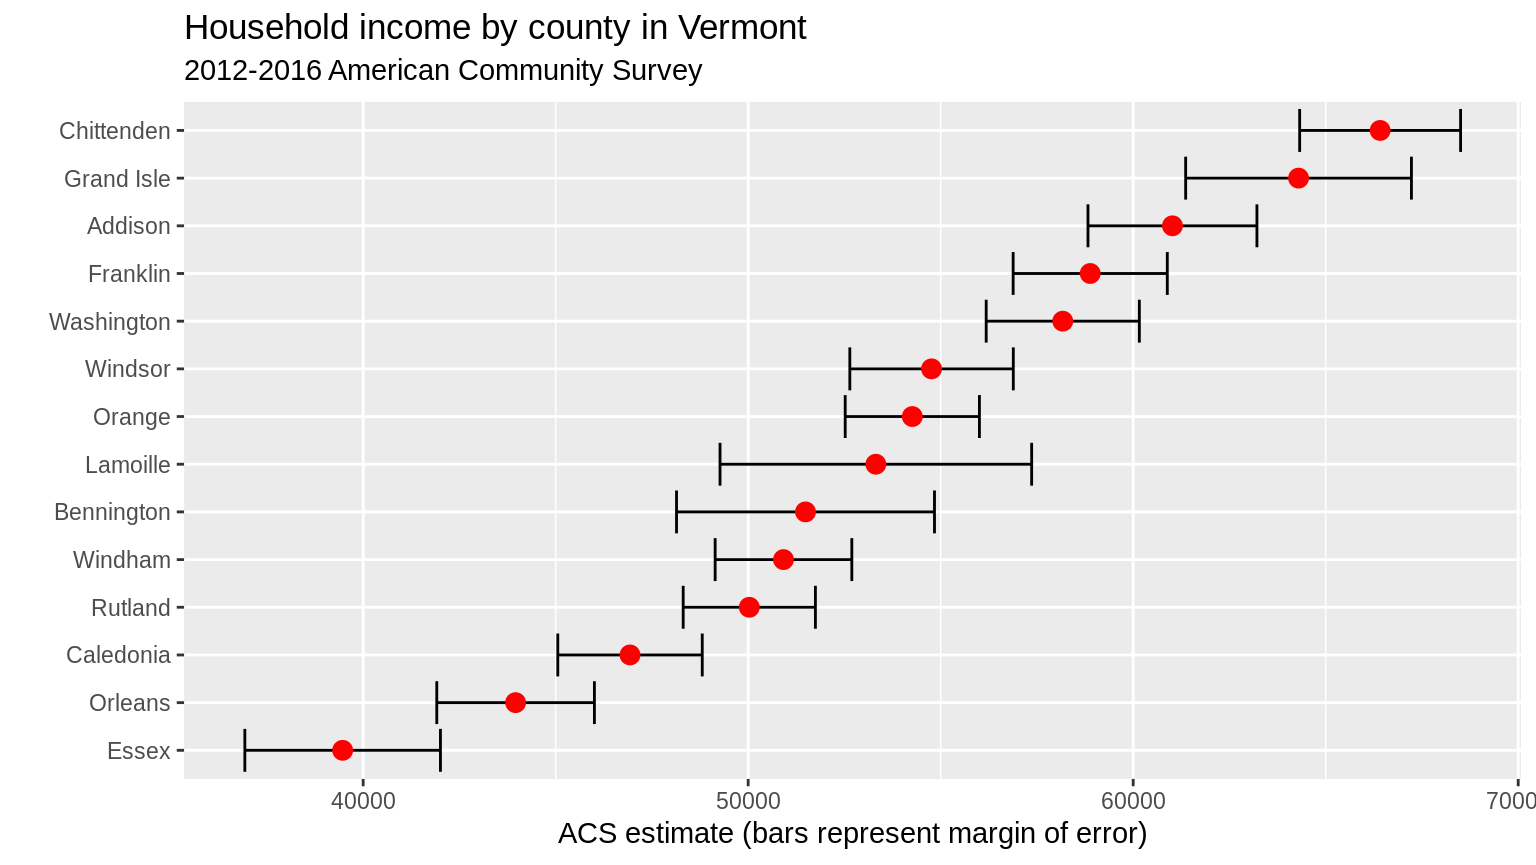 Household income by county in Vermont
2012-2016 American Community Survey
Chittenden
Grand Isle
Addison
Franklin
Washington
Windsor
Orange
Lamoille
Bennington
Windham
Rutland
Caledonia
Orleans
Essex
40000 50000 60000 7000
ACS estimate (bars represent margin of error)